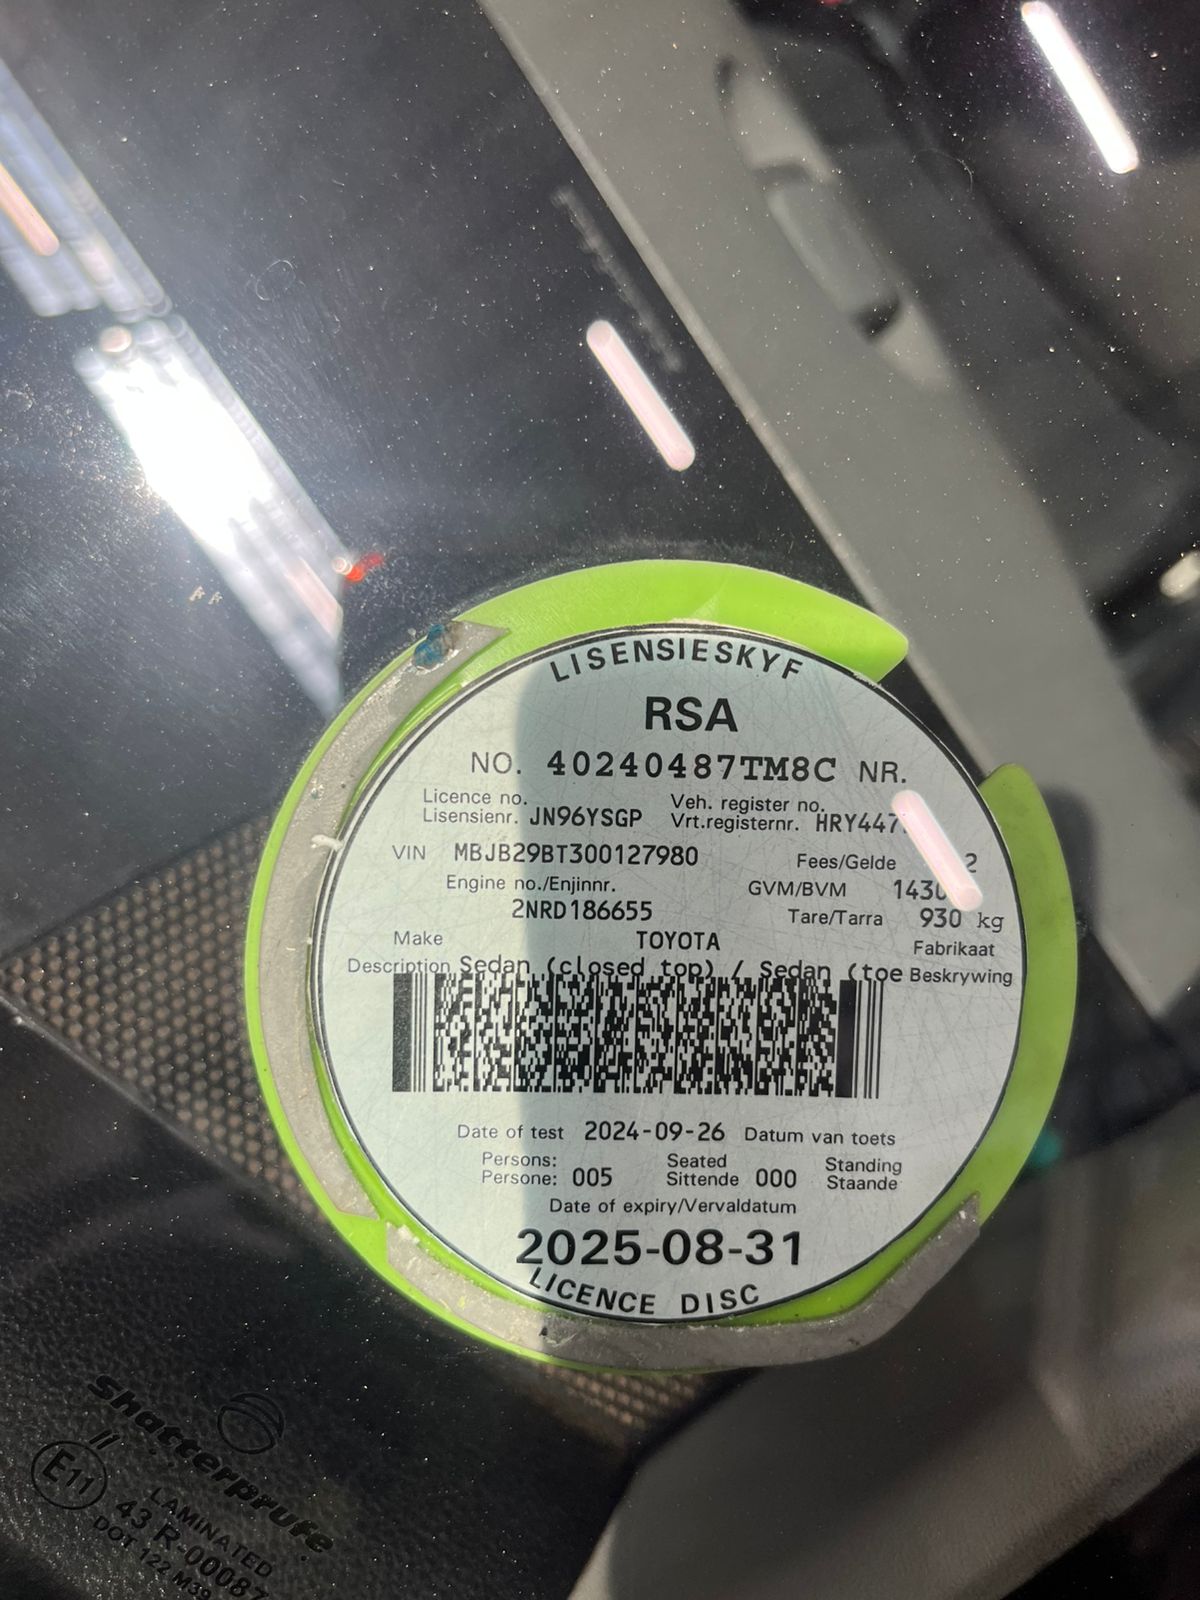 LISENSIESKYF
RSA
NO. 40240487TM8C NR.
Licence no. Veh. register no.
Lisensienr. JN96YSGP Vrt.registernr.
VIN MBJB29BT300127980 Fees/Gelde
Engine no./Enjinnr. GVM/BVM
2NRD186655 Tare/Tarra 930 kg
Make TOYOTA Fabrikaat
Description Sedan (closed top) / Sedan (toe Beskrywing
Date of test 2024-09-26 Datum van toets
Persons: Seated Standing
Persone: 005 Sittende 000 Staande
Date of expiry/Vervaldatum
2025-08-31
LICENCE DISC
Shatterprufe
E11
LAMINATED
43 R-00087
DOT 122 M39